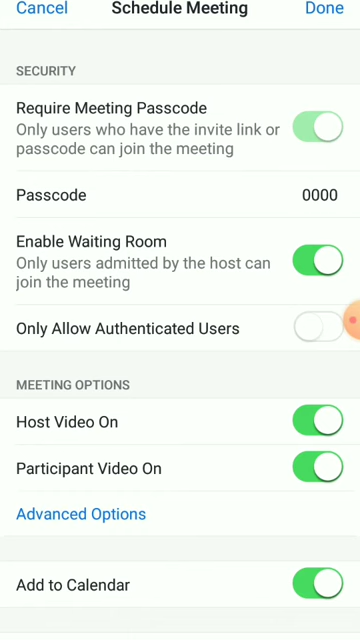 Cancel Schedule Meeting Done
SECURITY
Require Meeting Passcode
Only users who have the invite link or
passcode can join the meeting
Passcode 0000
Enable Waiting Room
Only users admitted by the host can
join the meeting
Only Allow Authenticated Users
MEETING OPTIONS
Host Video On
Participant Video On
Advanced Options
Add to Calendar